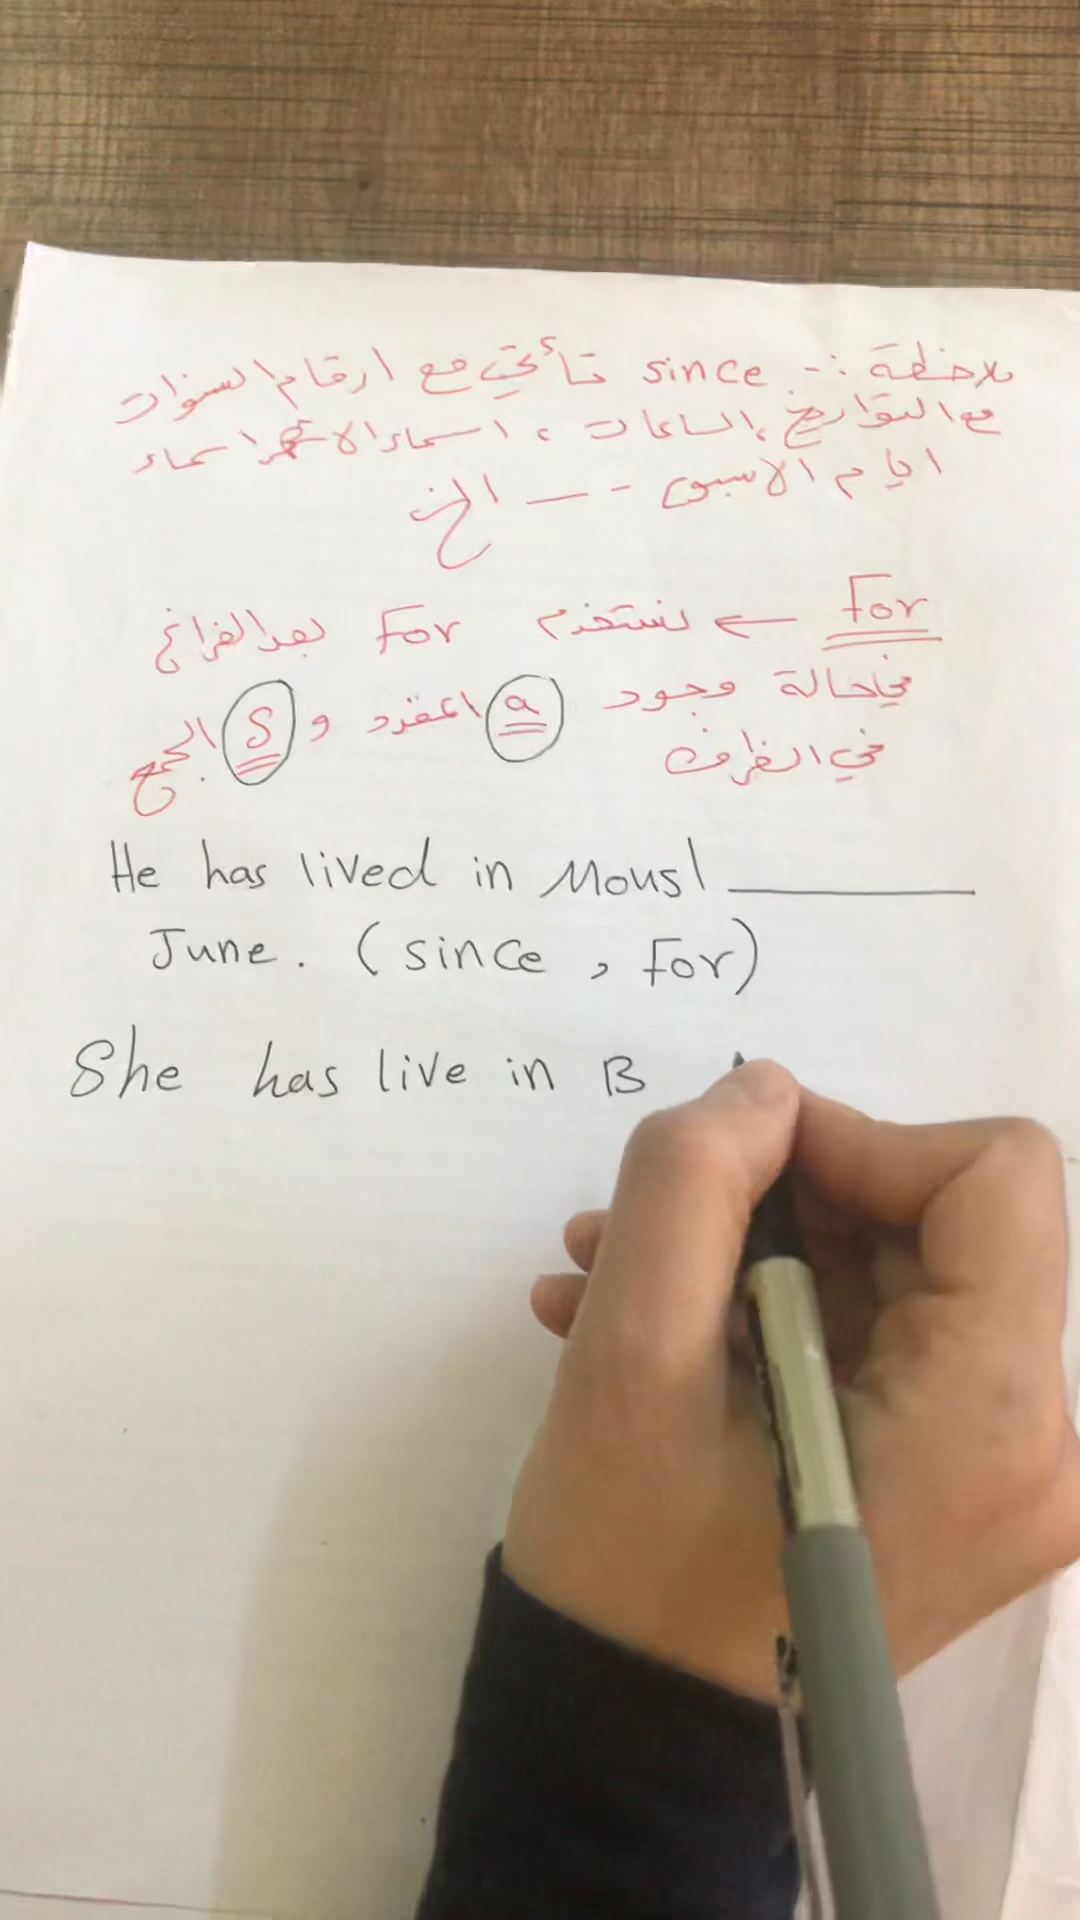 ملاحظة :- since تأتي مع ارقام السنوات
مع التواريخ ، الساعات ، اسماء الاشهر اسماء
ايام الاسبوع - — الخ
For ← نستخدم For بعد الفراغ
في حالة وجود a المفرد و S الجمع
في الظرف
He has lived in Mousl ________
June. (since , For)
She has live in B